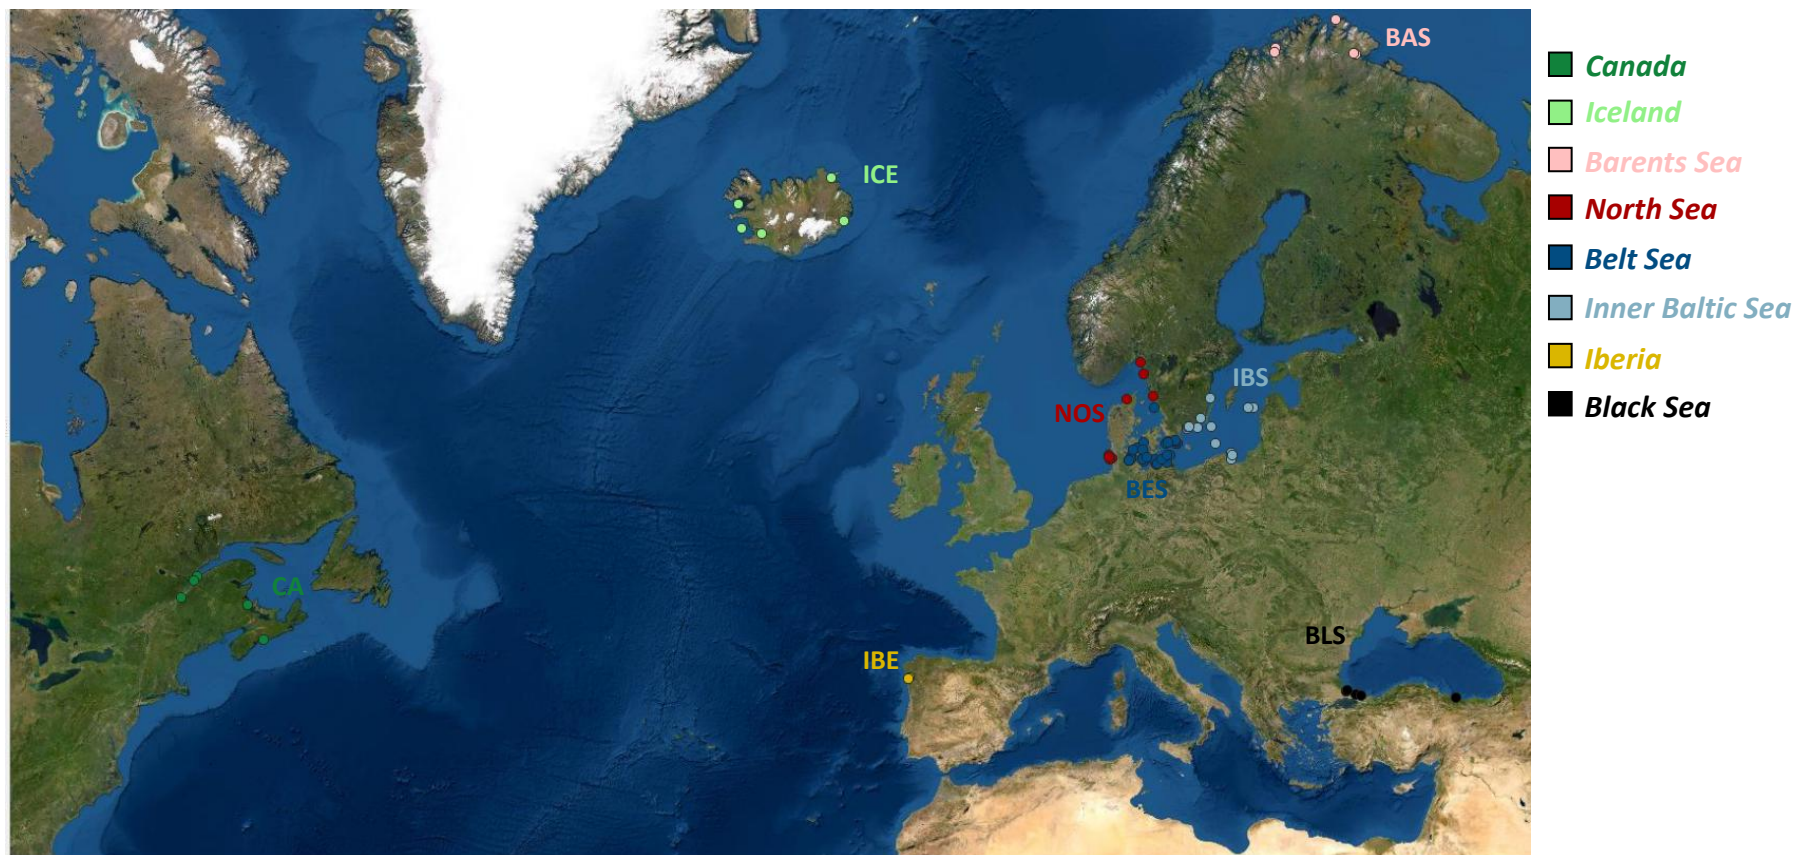 BAS
ICE
IBS
NOS
BES
CA
BLS
IBE
Canada
Iceland
Barents Sea
North Sea
Belt Sea
Inner Baltic Sea
Iberia
Black Sea